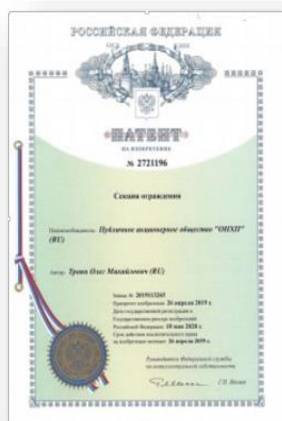 РОССИЙСКАЯ ФЕДЕРАЦИЯ
ПАТЕНТ
НА ИЗОБРЕТЕНИЕ
№ 2721196
Секция ограждения
Патентообладатель: Публичное акционерное общество "ОНХП"
(RU)
Автор: Олег Михайлович (RU)
Заявка № 2019113265
Приоритет изобретения 26 апреля 2019 г.
Дата государственной регистрации в
Государственном реестре изобретений
Российской Федерации 18 мая 2020 г.
Срок действия исключительного права
на изобретение истекает 26 апреля 2039 г.
Руководитель Федеральной службы
по интеллектуальной собственности
Г.П. Ивлиев